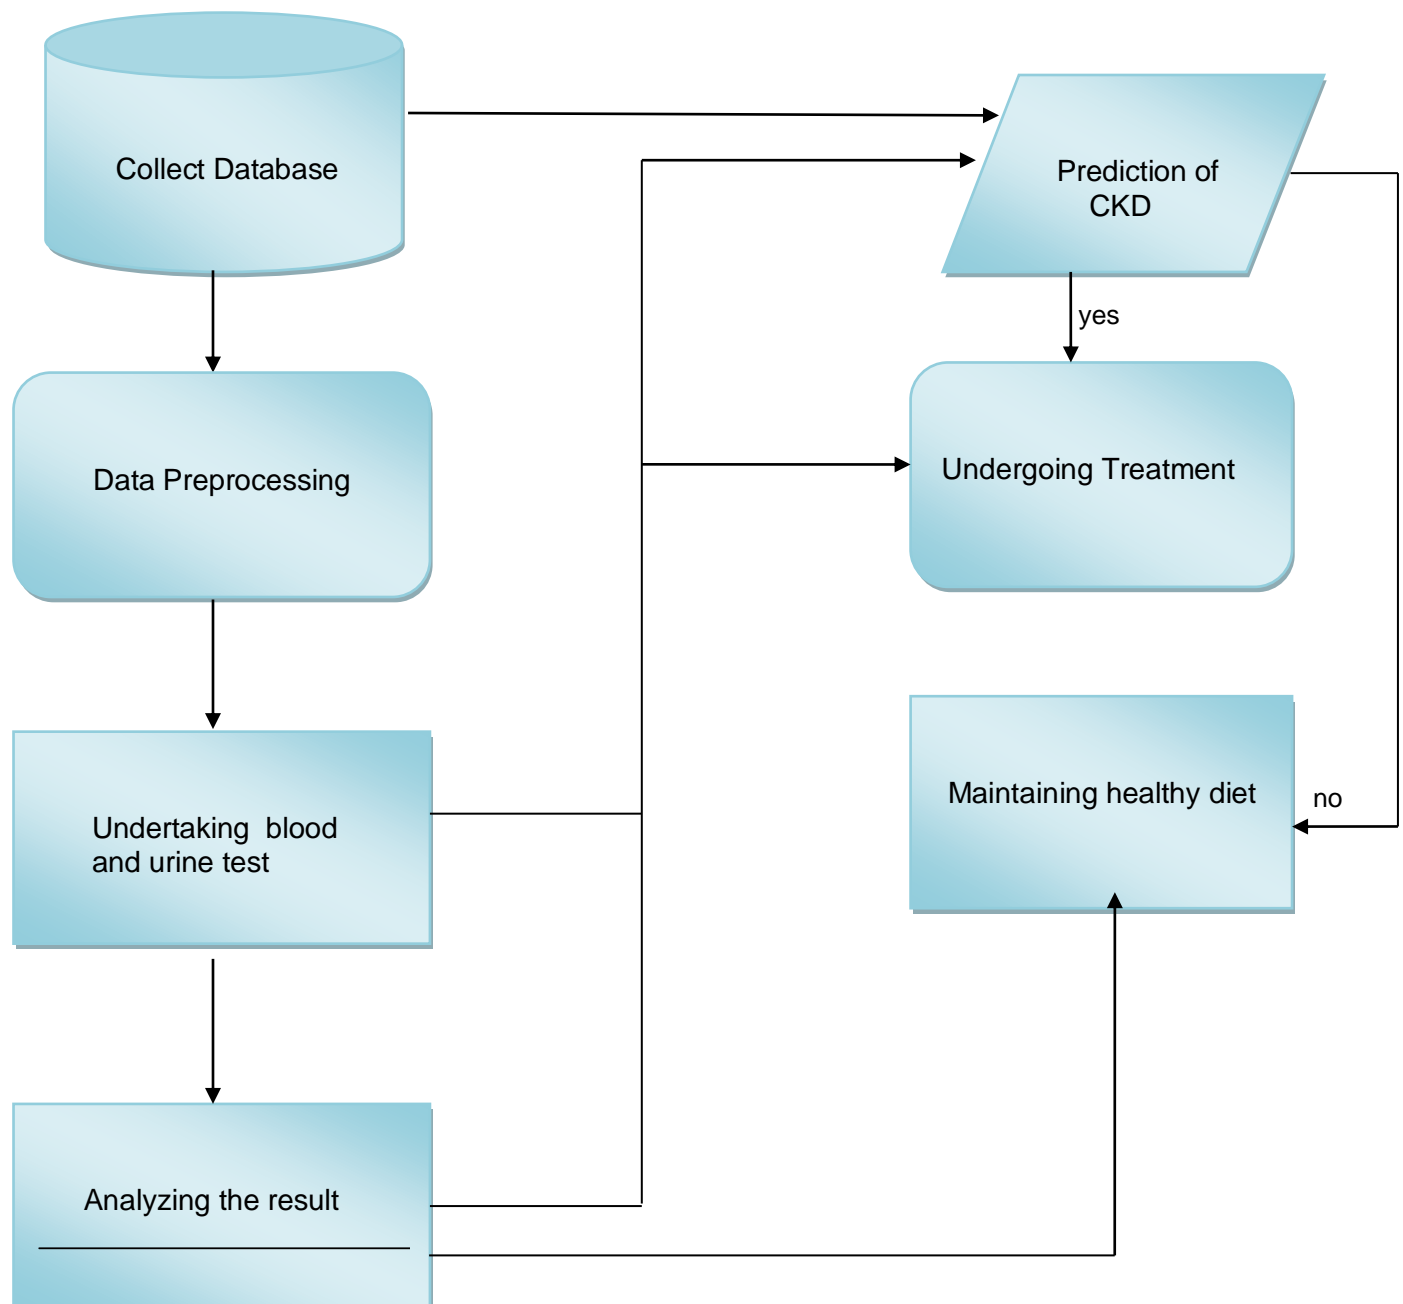 Collect Database
Prediction of
CKD
yes
Data Preprocessing
Undergoing Treatment
Maintaining healthy diet
no
Undertaking  blood
and urine test
Analyzing the result